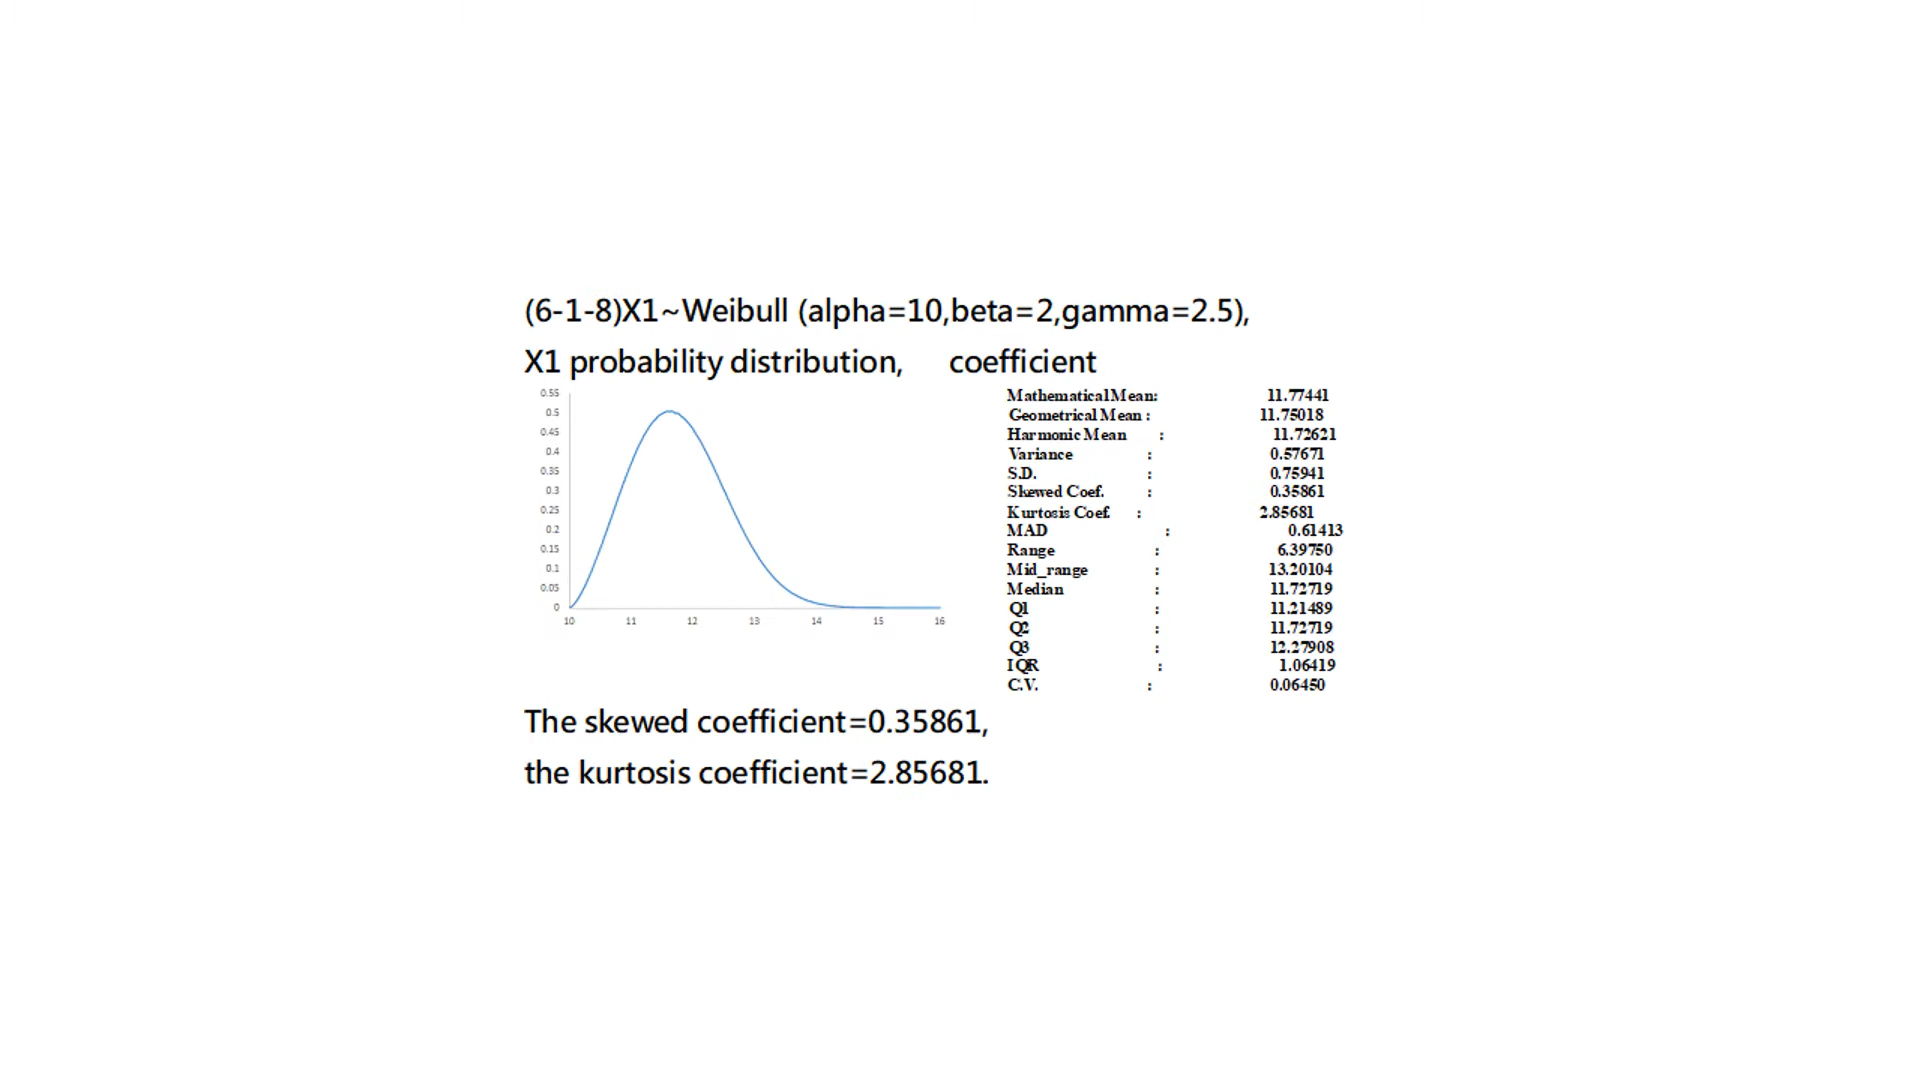 (6-1-8)X1~Weibull (alpha=10,beta=2,gamma=2.5),
X1 probability distribution, coefficient
0.55
0.5
0.45
0.4
0.35
0.3
0.25
0.2
0.15
0.1
0.05
0
10 11 12 13 14 15 16
Mathematical Mean: 11.77441
Geometrical Mean : 11.75018
Harmonic Mean : 11.72621
Variance : 0.57671
S.D. : 0.75941
Skewed Coef. : 0.35861
Kurtosis Coef. : 2.85681
MAD : 0.61413
Range : 6.39750
Mid_range : 13.20104
Median : 11.72719
Q1 : 11.21489
Q2 : 11.72719
Q3 : 12.27908
IQR : 1.06419
C.V. : 0.06450
The skewed coefficient=0.35861,
the kurtosis coefficient=2.85681.